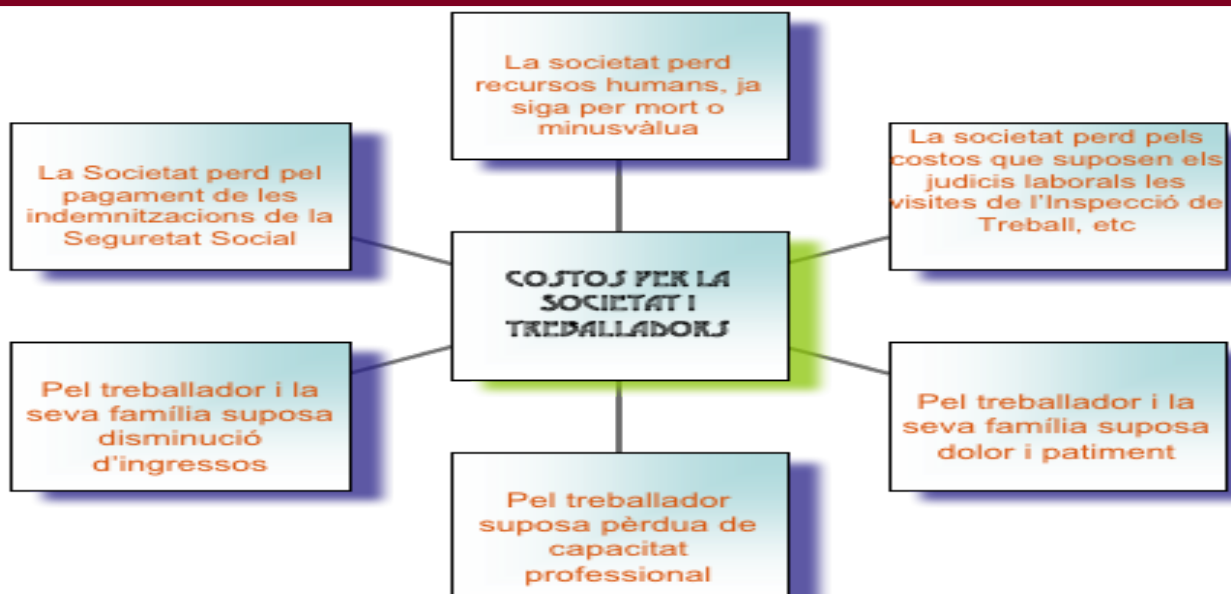 La societat perd
recursos humans, ja
siga per mort o
minusvàlua
La Societat perd pel
pagament de les
indemnitzacions de la
Seguretat Social
La societat perd pels
costos que suposen els
judicis laborals les
visites de l'Inspecció de
Treball, etc
COSTOS PER LA
SOCIETAT I
TREBALLADORS
Pel treballador i la
seva família suposa
disminució
d'ingressos
Pel treballador i la
seva família suposa
dolor i patiment
Pel treballador
suposa pèrdua de
capacitat
professional